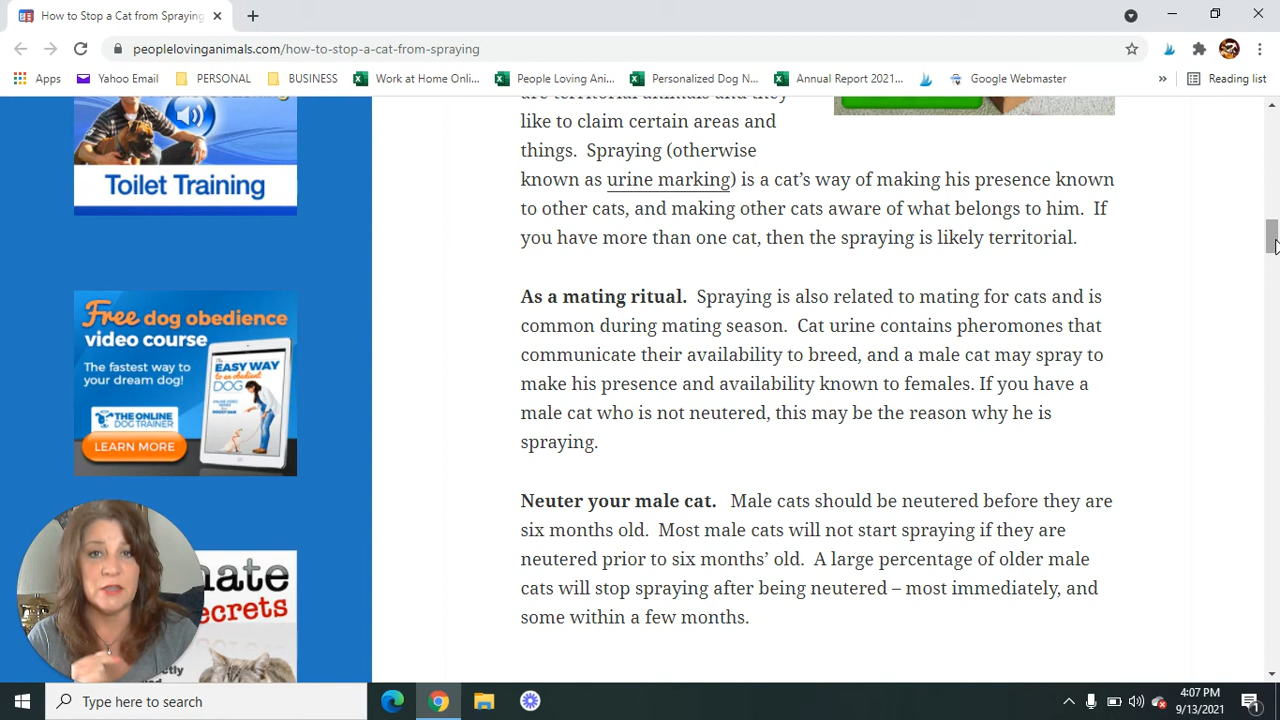 How to Stop a Cat from Spraying
peoplelovinganimals.com/how-to-stop-a-cat-from-spraying
Apps Yahoo Email PERSONAL BUSINESS Work at Home Onli... People Loving Ani... Personalized Dog N... Annual Report 2021... Google Webmaster » Reading list
Toilet Training
Free dog obedience
video course
The fastest way to
your dream dog!
THE ONLINE
DOG TRAINER
LEARN MORE
EASY WAY
DOG
nate
ecrets
are territorial animals and they
like to claim certain areas and
things. Spraying (otherwise
known as urine marking) is a cat’s way of making his presence known
to other cats, and making other cats aware of what belongs to him. If
you have more than one cat, then the spraying is likely territorial.
As a mating ritual. Spraying is also related to mating for cats and is
common during mating season. Cat urine contains pheromones that
communicate their availability to breed, and a male cat may spray to
make his presence and availability known to females. If you have a
male cat who is not neutered, this may be the reason why he is
spraying.
Neuter your male cat. Male cats should be neutered before they are
six months old. Most male cats will not start spraying if they are
neutered prior to six months’ old. A large percentage of older male
cats will stop spraying after being neutered – most immediately, and
some within a few months.
Type here to search
4:07 PM
9/13/2021
1